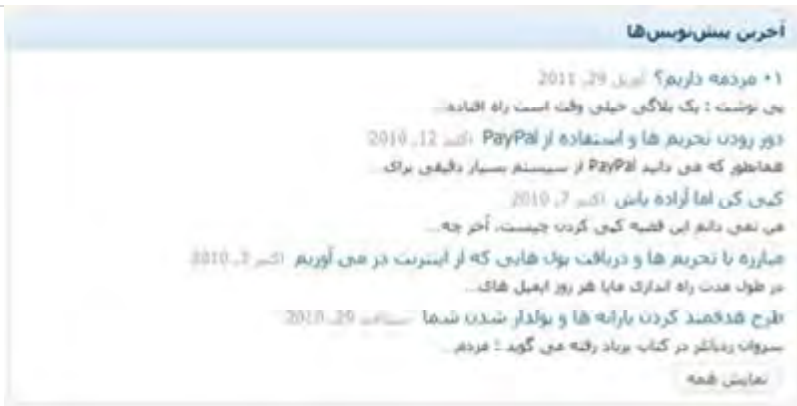 آخرین پیش‌نویس‌ها
۱۰ مردمه داریم؟ آوریل 29, 2011
پی نوشت : یک بلاگی خیلی وقت است راه افتاده...
دور زدن تحریم ها و استفاده از PayPal اکتبر 12, 2010
همانطور که می دانید PayPal از سیستم بسیار دقیقی برای...
کپی کن اما آزاده باش اکتبر 7, 2010
من نمی دانم این قضیه کپی کردن چیست، آخر چه...
مبارزه با تحریم ها و دریافت پول هایی که از اینترنت در می آوریم اکتبر 2, 2010
در طول مدت راه اندازی مایا هر روز ایمیل های...
طرح هدفمند کردن یارانه ها و پولدار شدن شما سپتامبر 29, 2010
سروان ردباتلر در کتاب برباد رفته می گوید : مردم...
نمایش همه